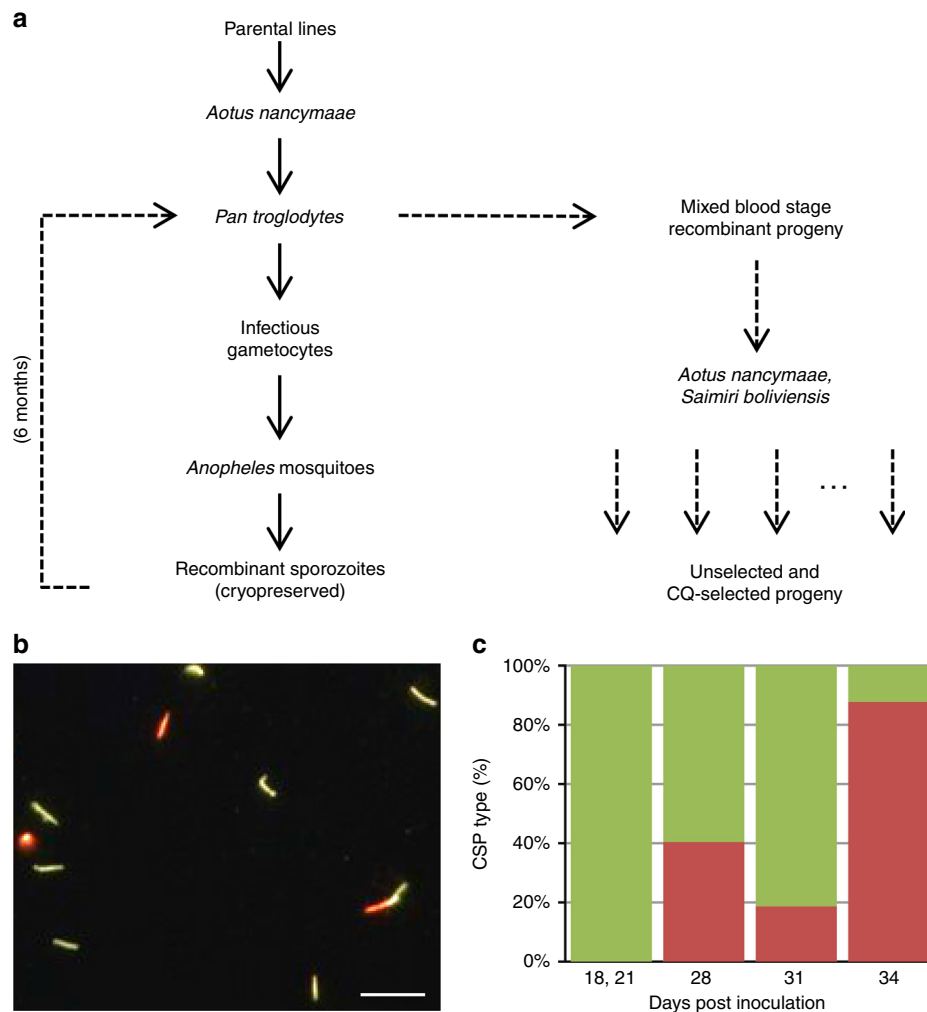 a
Parental lines
Aotus nancymaae
Pan troglodytes
Mixed blood stage
recombinant progeny
Infectious
gametocytes
(6 months)
Aotus nancymaae,
Saimiri boliviensis
Anopheles mosquitoes
...
Recombinant sporozoites
(cryopreserved)
Unselected and
CQ-selected progeny
b
c
100%
80%
60%
40%
20%
0%
CSP type (%)
18, 21
28
31
34
Days post inoculation